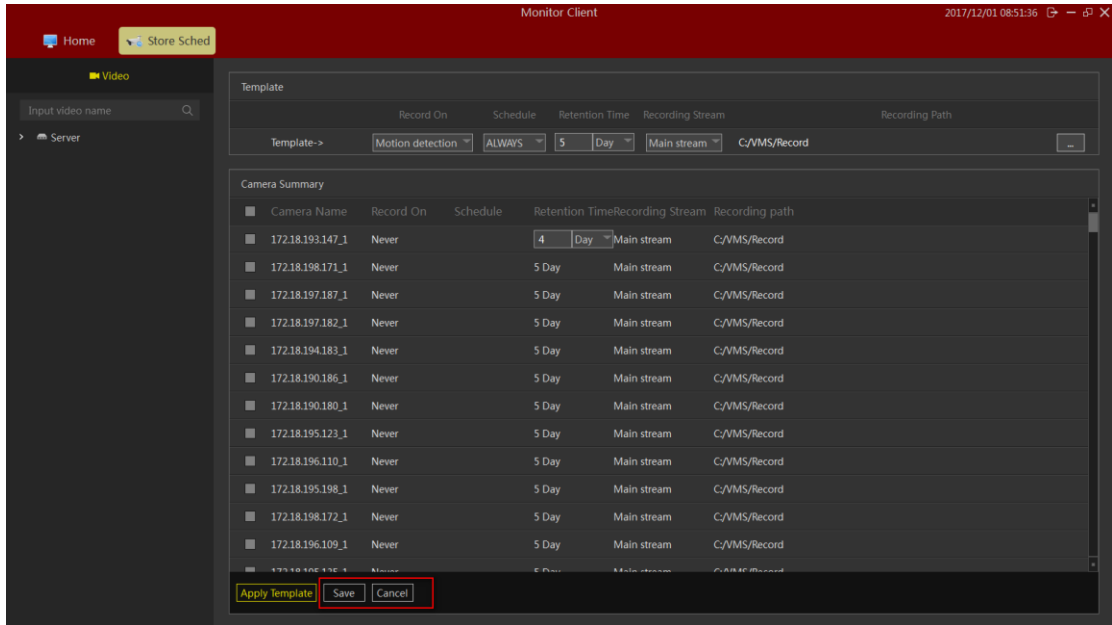 Monitor Client 2017/12/01 08:51:36
Home Store Sched
Video
Input video name
Server
Template
Record On Schedule Retention Time Recording Stream Recording Path
Template-> Motion detection ALWAYS 5 Day Main stream C:/VMS/Record ...
Camera Summary
Camera Name Record On Schedule Retention Time Recording Stream Recording path
172.18.193.147_1 Never 4 Day Main stream C:/VMS/Record
172.18.198.171_1 Never 5 Day Main stream C:/VMS/Record
172.18.197.187_1 Never 5 Day Main stream C:/VMS/Record
172.18.197.182_1 Never 5 Day Main stream C:/VMS/Record
172.18.194.183_1 Never 5 Day Main stream C:/VMS/Record
172.18.190.186_1 Never 5 Day Main stream C:/VMS/Record
172.18.190.180_1 Never 5 Day Main stream C:/VMS/Record
172.18.195.123_1 Never 5 Day Main stream C:/VMS/Record
172.18.196.110_1 Never 5 Day Main stream C:/VMS/Record
172.18.195.198_1 Never 5 Day Main stream C:/VMS/Record
172.18.198.172_1 Never 5 Day Main stream C:/VMS/Record
172.18.196.109_1 Never 5 Day Main stream C:/VMS/Record
Never 5 Day Main stream C:/VMS/Record
Apply Template Save Cancel